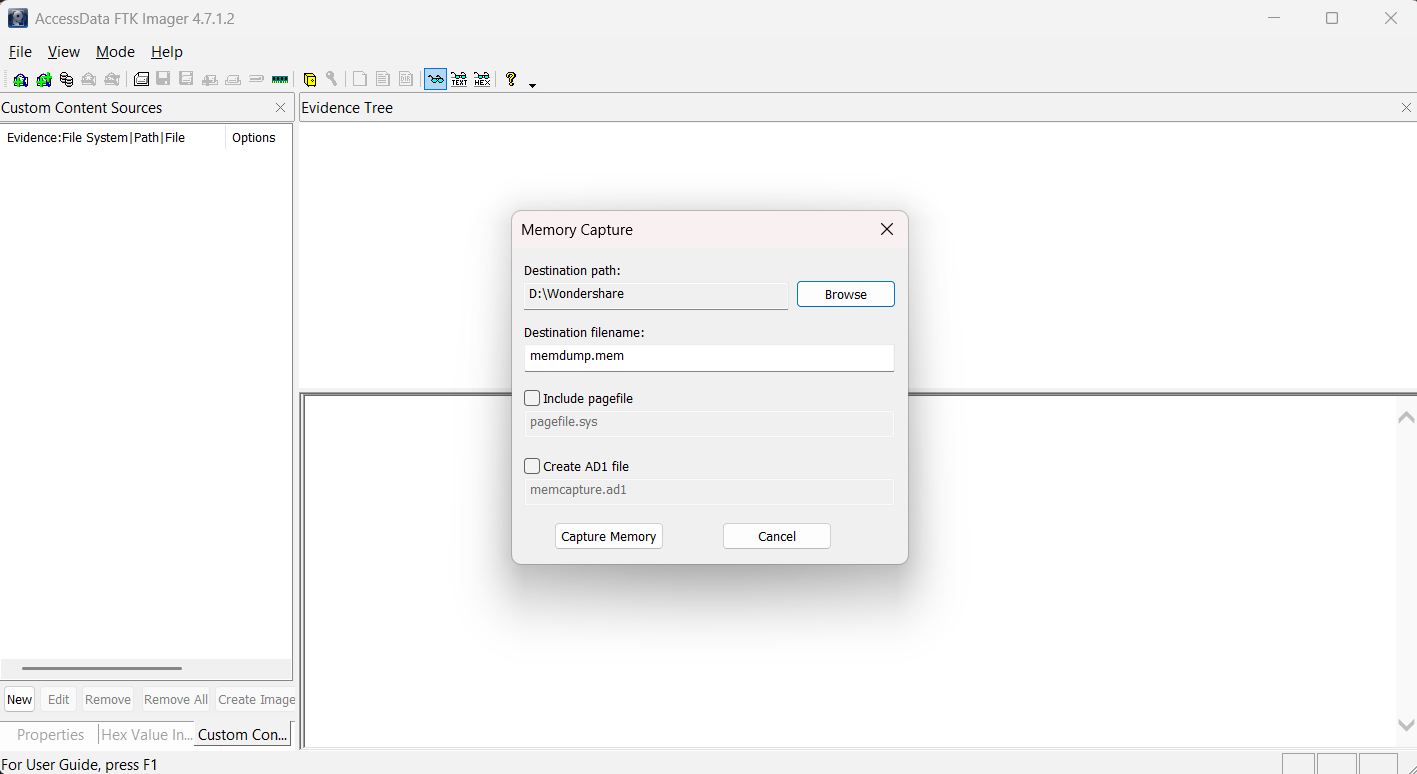 AccessData FTK Imager 4.7.1.2
File View Mode Help
TEXT HEX
Custom Content Sources
Evidence Tree
Evidence:File System|Path|File Options
Memory Capture
Destination path:
D:\Wondershare
Browse
Destination filename:
memdump.mem
Include pagefile
pagefile.sys
Create AD1 file
memcapture.ad1
Capture Memory
Cancel
New Edit Remove Remove All Create Image
Properties Hex Value In... Custom Con...
For User Guide, press F1